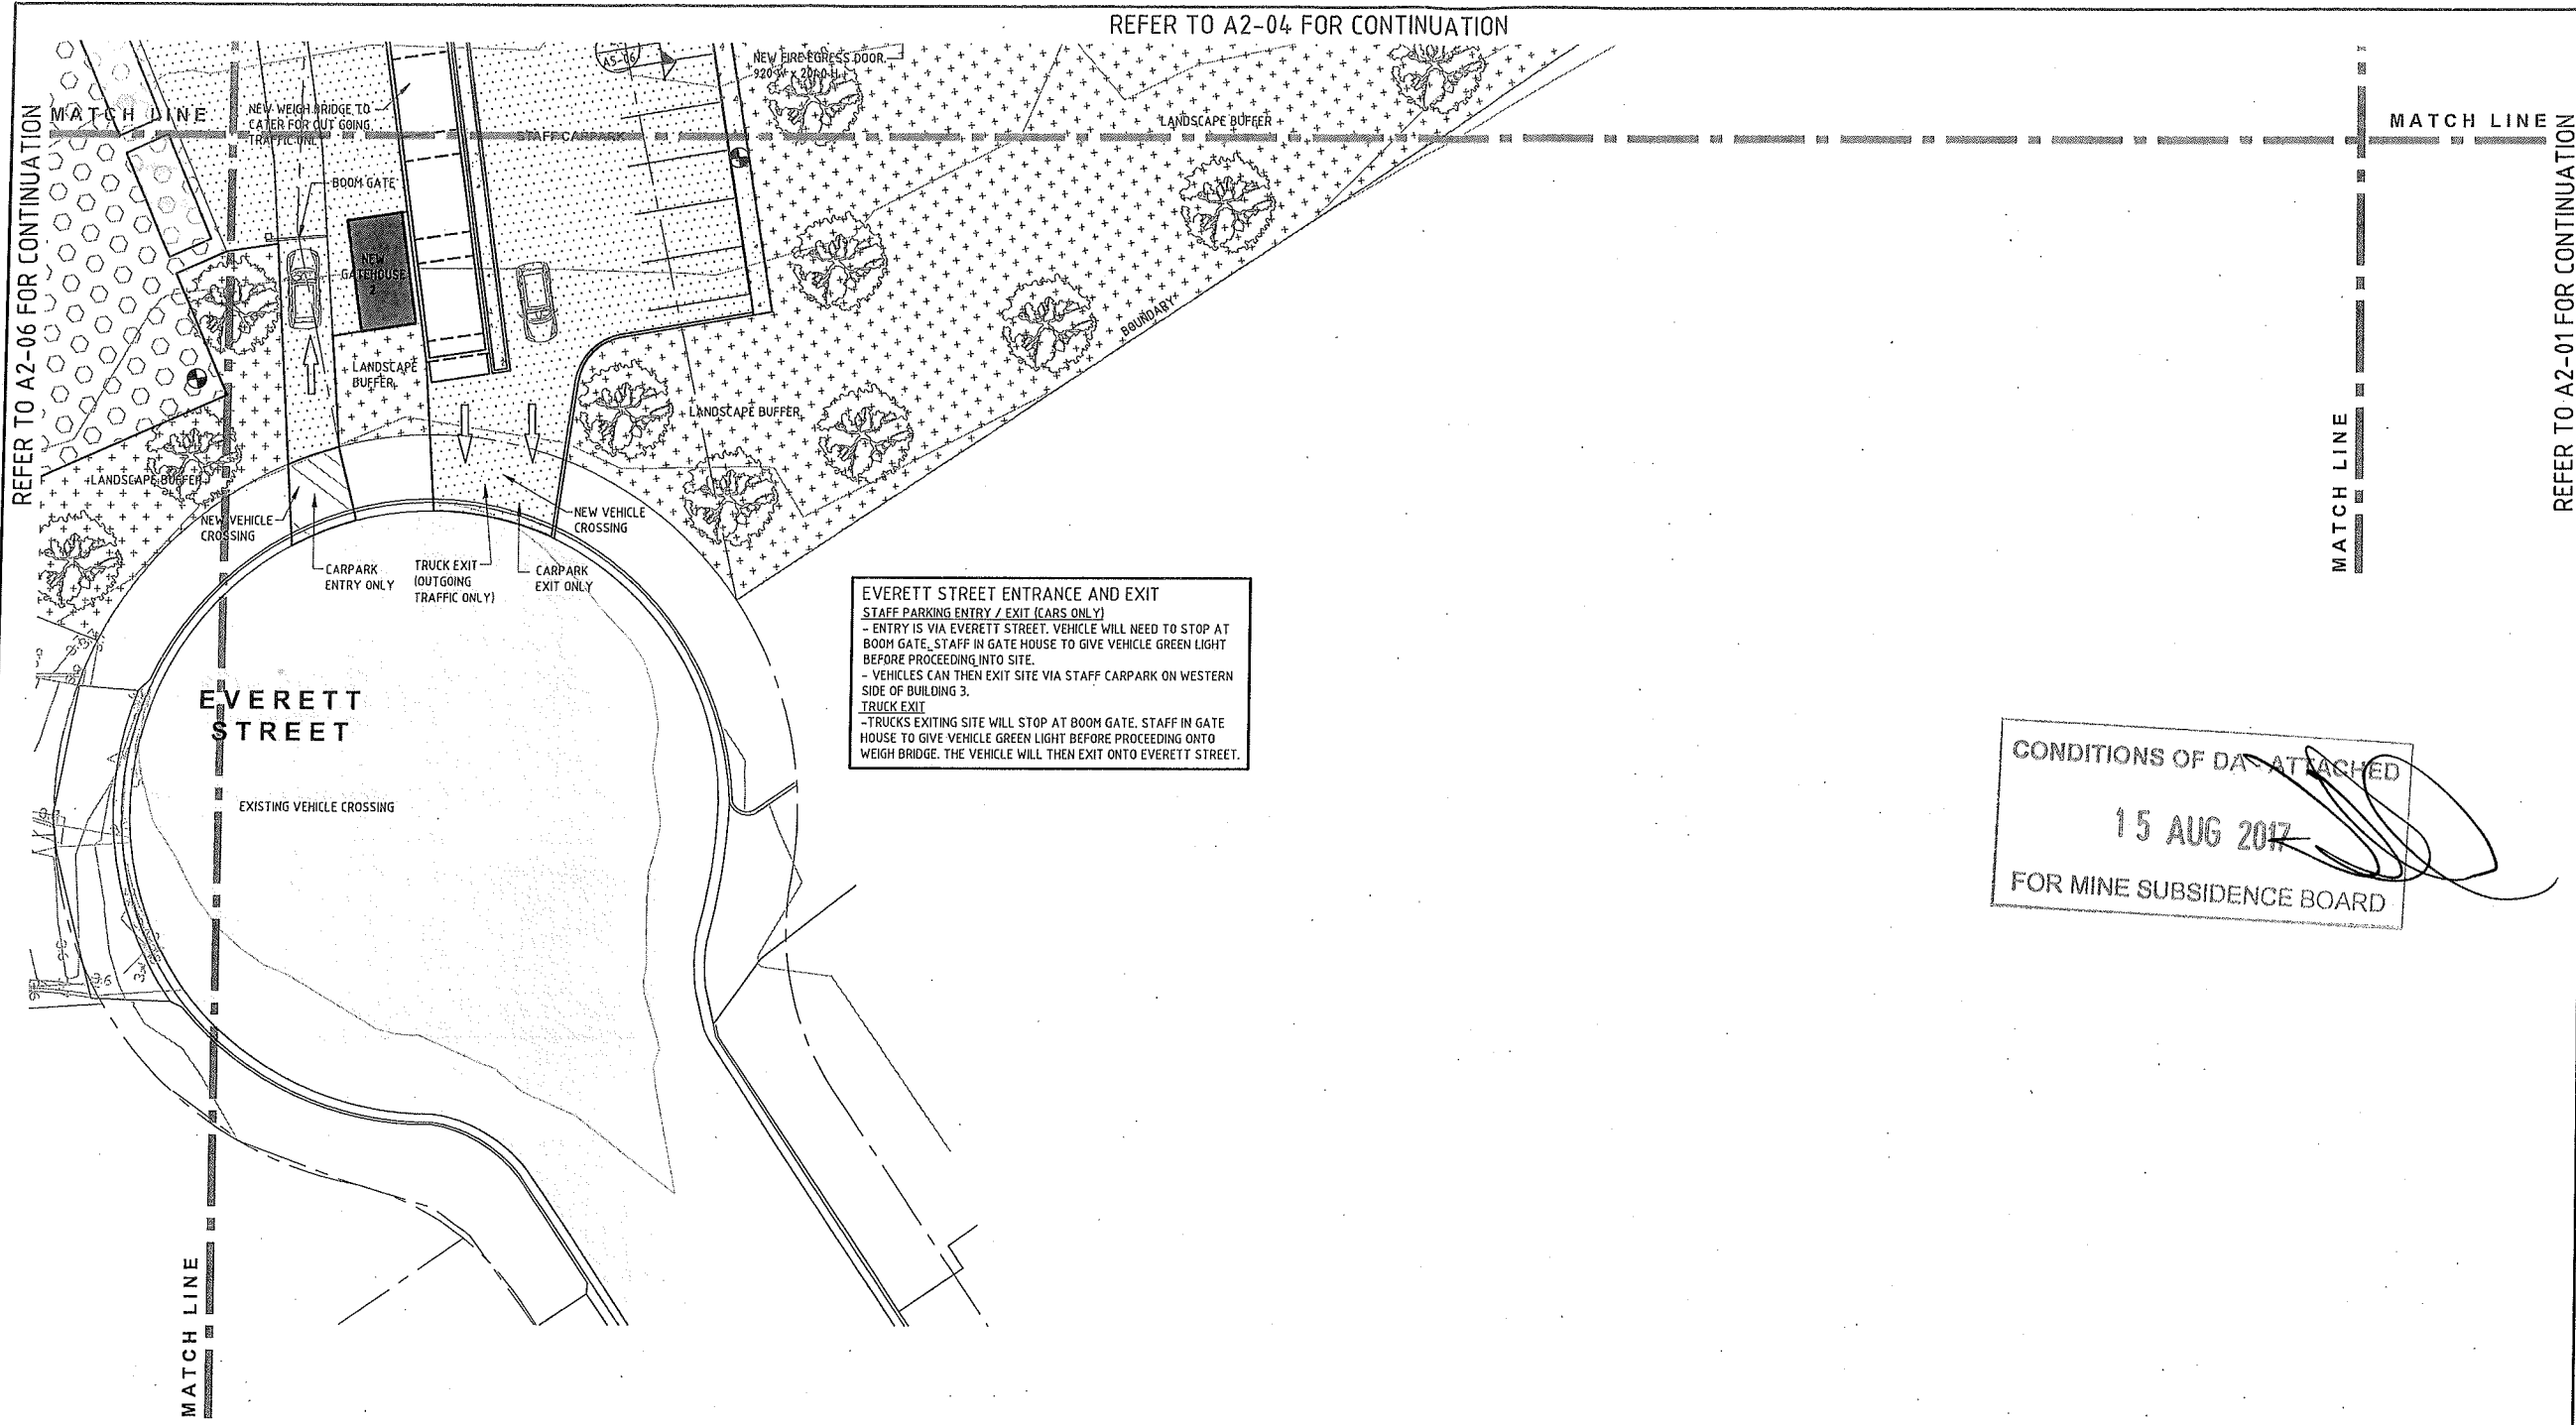 REFER TO A2-04 FOR CONTINUATION
REFER TO A2-06 FOR CONTINUATION
MATCH LINE
NEW WEIGH BRIDGE TO
CATER FOR OUT GOING
TRAFFIC ONLY
STAFF CARPARK
A5-06
NEW FIRE EGRESS DOOR
920 W x 2040 H
LANDSCAPE BUFFER
MATCH LINE
REFER TO A2-01 FOR CONTINUATION
BOOM GATE
NEW
GATEHOUSE
2
BOUNDARY
LANDSCAPE
BUFFER
LANDSCAPE BUFFER
LANDSCAPE BUFFER
MATCH LINE
NEW VEHICLE
CROSSING
NEW VEHICLE
CROSSING
CARPARK
ENTRY ONLY
TRUCK EXIT
(OUTGOING
TRAFFIC ONLY)
CARPARK
EXIT ONLY
EVERETT STREET ENTRANCE AND EXIT
STAFF PARKING ENTRY / EXIT (CARS ONLY)
- ENTRY IS VIA EVERETT STREET. VEHICLE WILL NEED TO STOP AT
BOOM GATE. STAFF IN GATE HOUSE TO GIVE VEHICLE GREEN LIGHT
BEFORE PROCEEDING INTO SITE.
- VEHICLES CAN THEN EXIT SITE VIA STAFF CARPARK ON WESTERN
SIDE OF BUILDING 3.
TRUCK EXIT
-TRUCKS EXITING SITE WILL STOP AT BOOM GATE. STAFF IN GATE
HOUSE TO GIVE VEHICLE GREEN LIGHT BEFORE PROCEEDING ONTO
WEIGH BRIDGE. THE VEHICLE WILL THEN EXIT ONTO EVERETT STREET.
EVERETT
STREET
EXISTING VEHICLE CROSSING
CONDITIONS OF DA - ATTACHED
15 AUG 2017
FOR MINE SUBSIDENCE BOARD
3.6
MATCH LINE